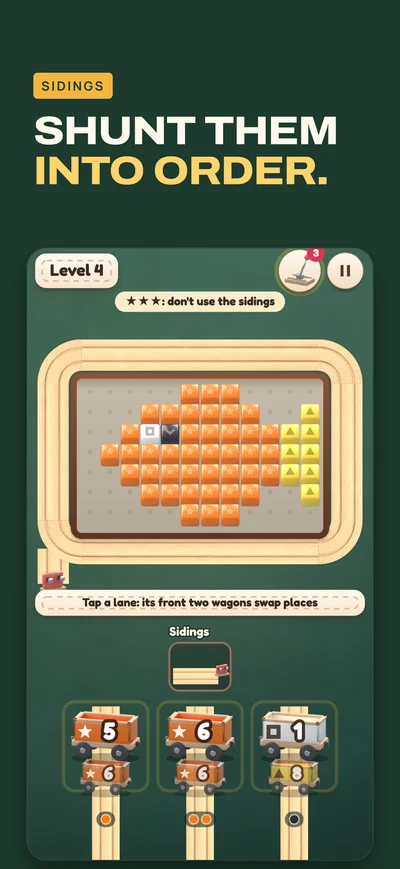 SIDINGS
SHUNT THEM
INTO ORDER.
Level 4
3
★★★: don't use the sidings
Tap a lane: its front two wagons swap places
Sidings
5 6 1
6 6 8